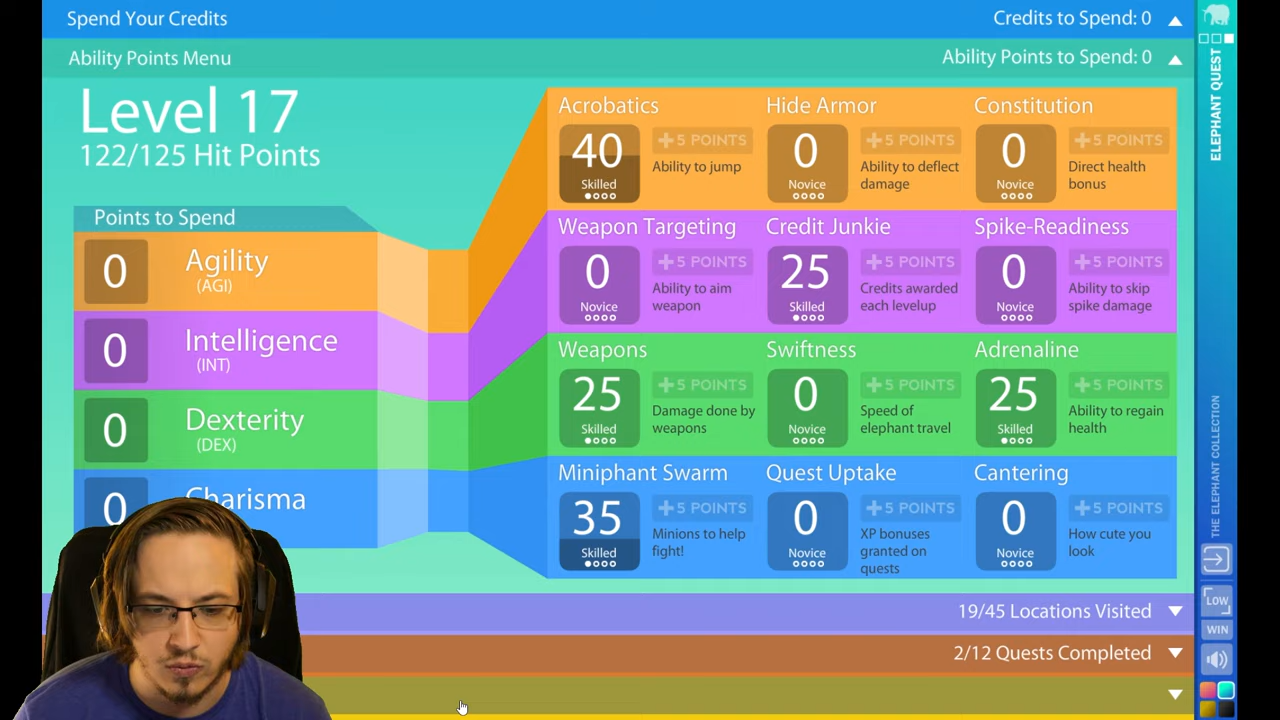 Spend Your Credits
Credits to Spend: 0
Ability Points Menu
Ability Points to Spend: 0
Level 17
122/125 Hit Points
Points to Spend
0
Agility
(AGI)
0
Intelligence
(INT)
0
Dexterity
(DEX)
0
Charisma
Acrobatics
40
Skilled
+5 POINTS
Ability to jump
Hide Armor
0
Novice
+5 POINTS
Ability to deflect
damage
Constitution
0
Novice
+5 POINTS
Direct health
bonus
Weapon Targeting
0
Novice
+5 POINTS
Ability to aim
weapon
Credit Junkie
25
Skilled
+5 POINTS
Credits awarded
each levelup
Spike-Readiness
0
Novice
+5 POINTS
Ability to skip
spike damage
Weapons
25
Skilled
+5 POINTS
Damage done by
weapons
Swiftness
0
Novice
+5 POINTS
Speed of
elephant travel
Adrenaline
25
Skilled
+5 POINTS
Ability to regain
health
Miniphant Swarm
35
Skilled
+5 POINTS
Minions to help
fight!
Quest Uptake
0
Novice
+5 POINTS
XP bonuses
granted on
quests
Cantering
0
Novice
+5 POINTS
How cute you
look
19/45 Locations Visited
2/12 Quests Completed
ELEPHANT QUEST
THE ELEPHANT COLLECTION
LOW
WIN